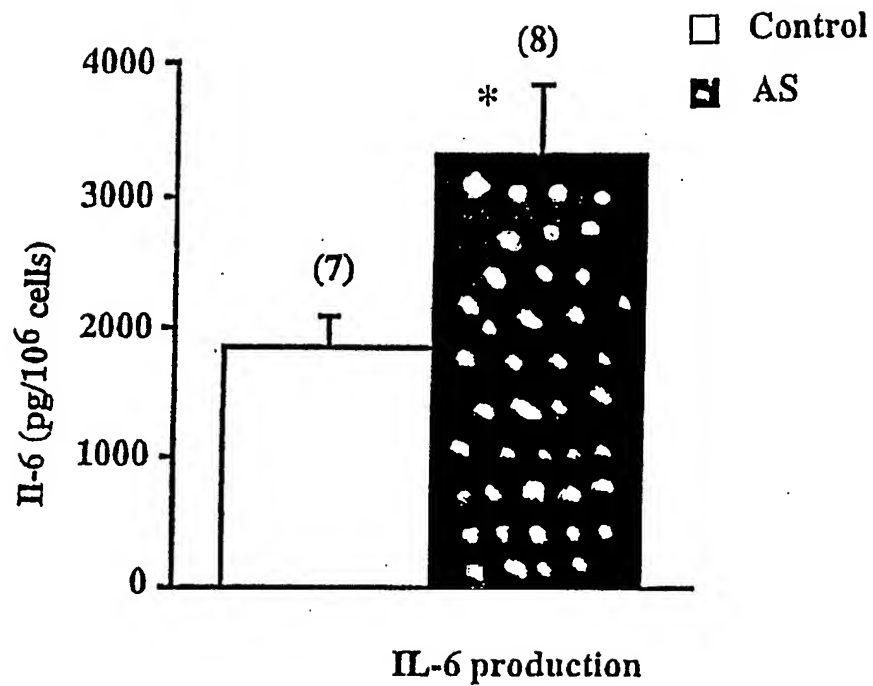 (8)
Control
AS
4000
*
3000
(7)
2000
1000
0
Il-6 (pg/10⁶ cells)
IL-6 production